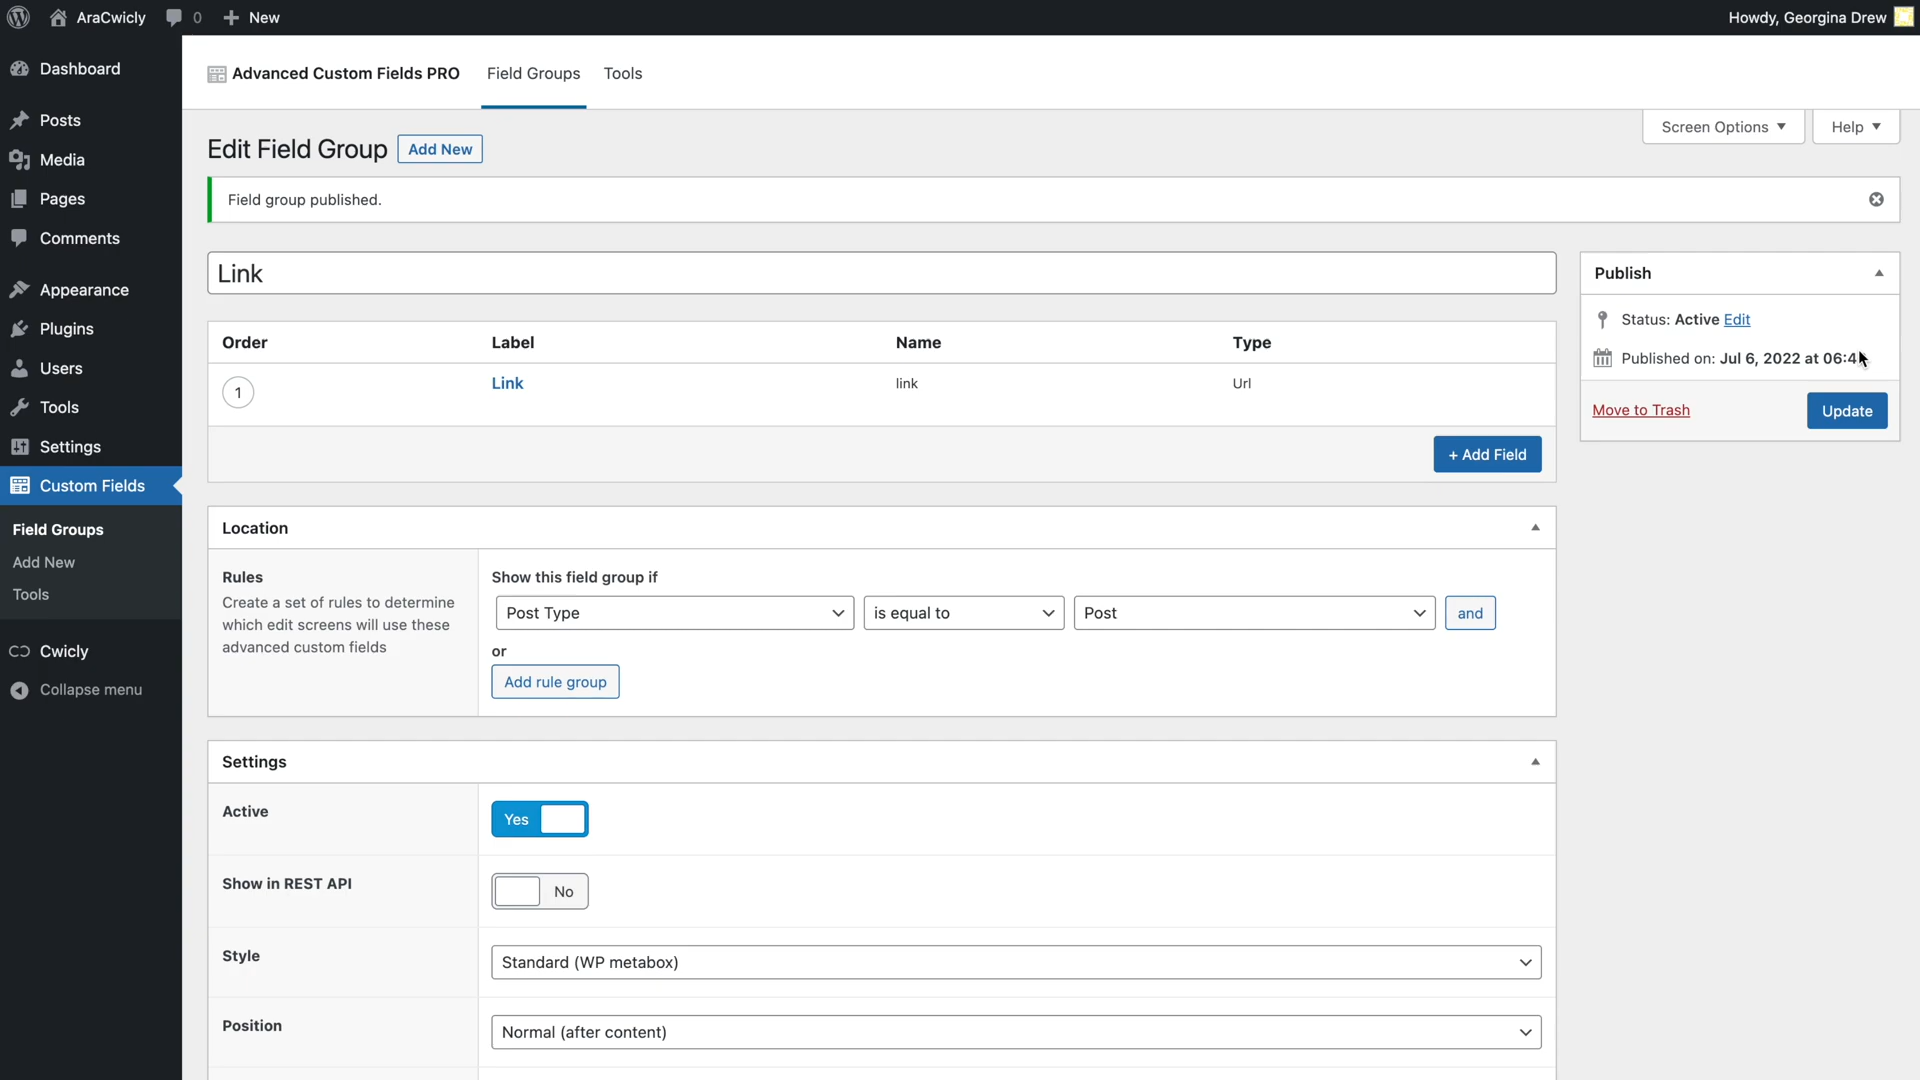 AraCwicly 0 New Howdy, Georgina Drew
Dashboard
Posts
Media
Pages
Comments
Appearance
Plugins
Users
Tools
Settings
Custom Fields
Field Groups
Add New
Tools
Cwicly
Collapse menu
Advanced Custom Fields PRO Field Groups Tools
Screen Options Help
Edit Field Group Add New
Field group published.
Link
Order Label Name Type
1 Link link Url
+ Add Field
Publish
Status: Active Edit
Published on: Jul 6, 2022 at
Move to Trash Update
Location
Rules
Create a set of rules to determine
which edit screens will use these
advanced custom fields
Show this field group if
Post Type is equal to Post and
or
Add rule group
Settings
Active Yes
Show in REST API No
Style Standard (WP metabox)
Position Normal (after content)